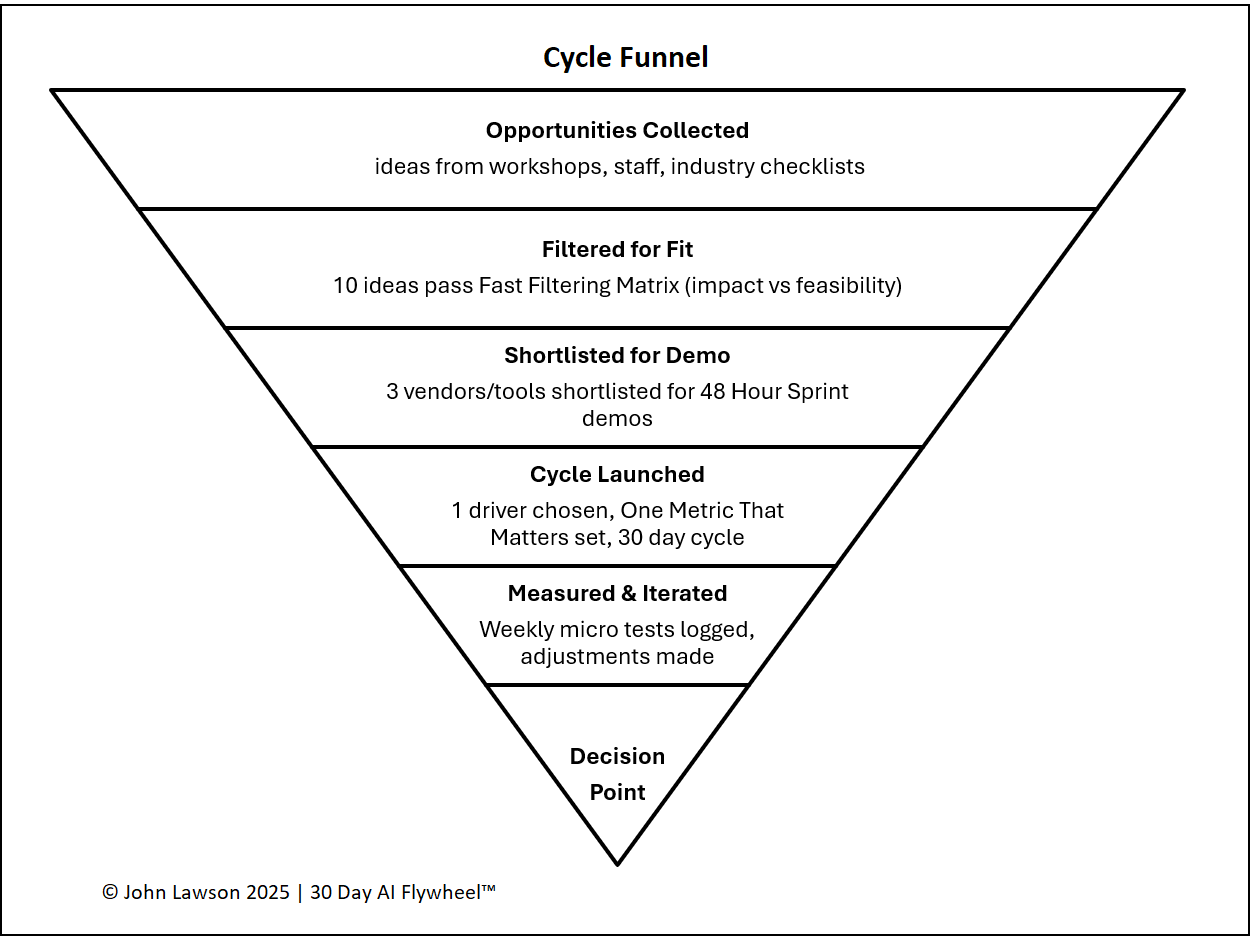 Cycle Funnel
Opportunities Collected
ideas from workshops, staff, industry checklists
Filtered for Fit
10 ideas pass Fast Filtering Matrix (impact vs feasibility)
Shortlisted for Demo
3 vendors/tools shortlisted for 48 Hour Sprint
demos
Cycle Launched
1 driver chosen, One Metric That
Matters set, 30 day cycle
Measured & Iterated
Weekly micro tests logged,
adjustments made
Decision
Point
© John Lawson 2025 | 30 Day AI Flywheel™